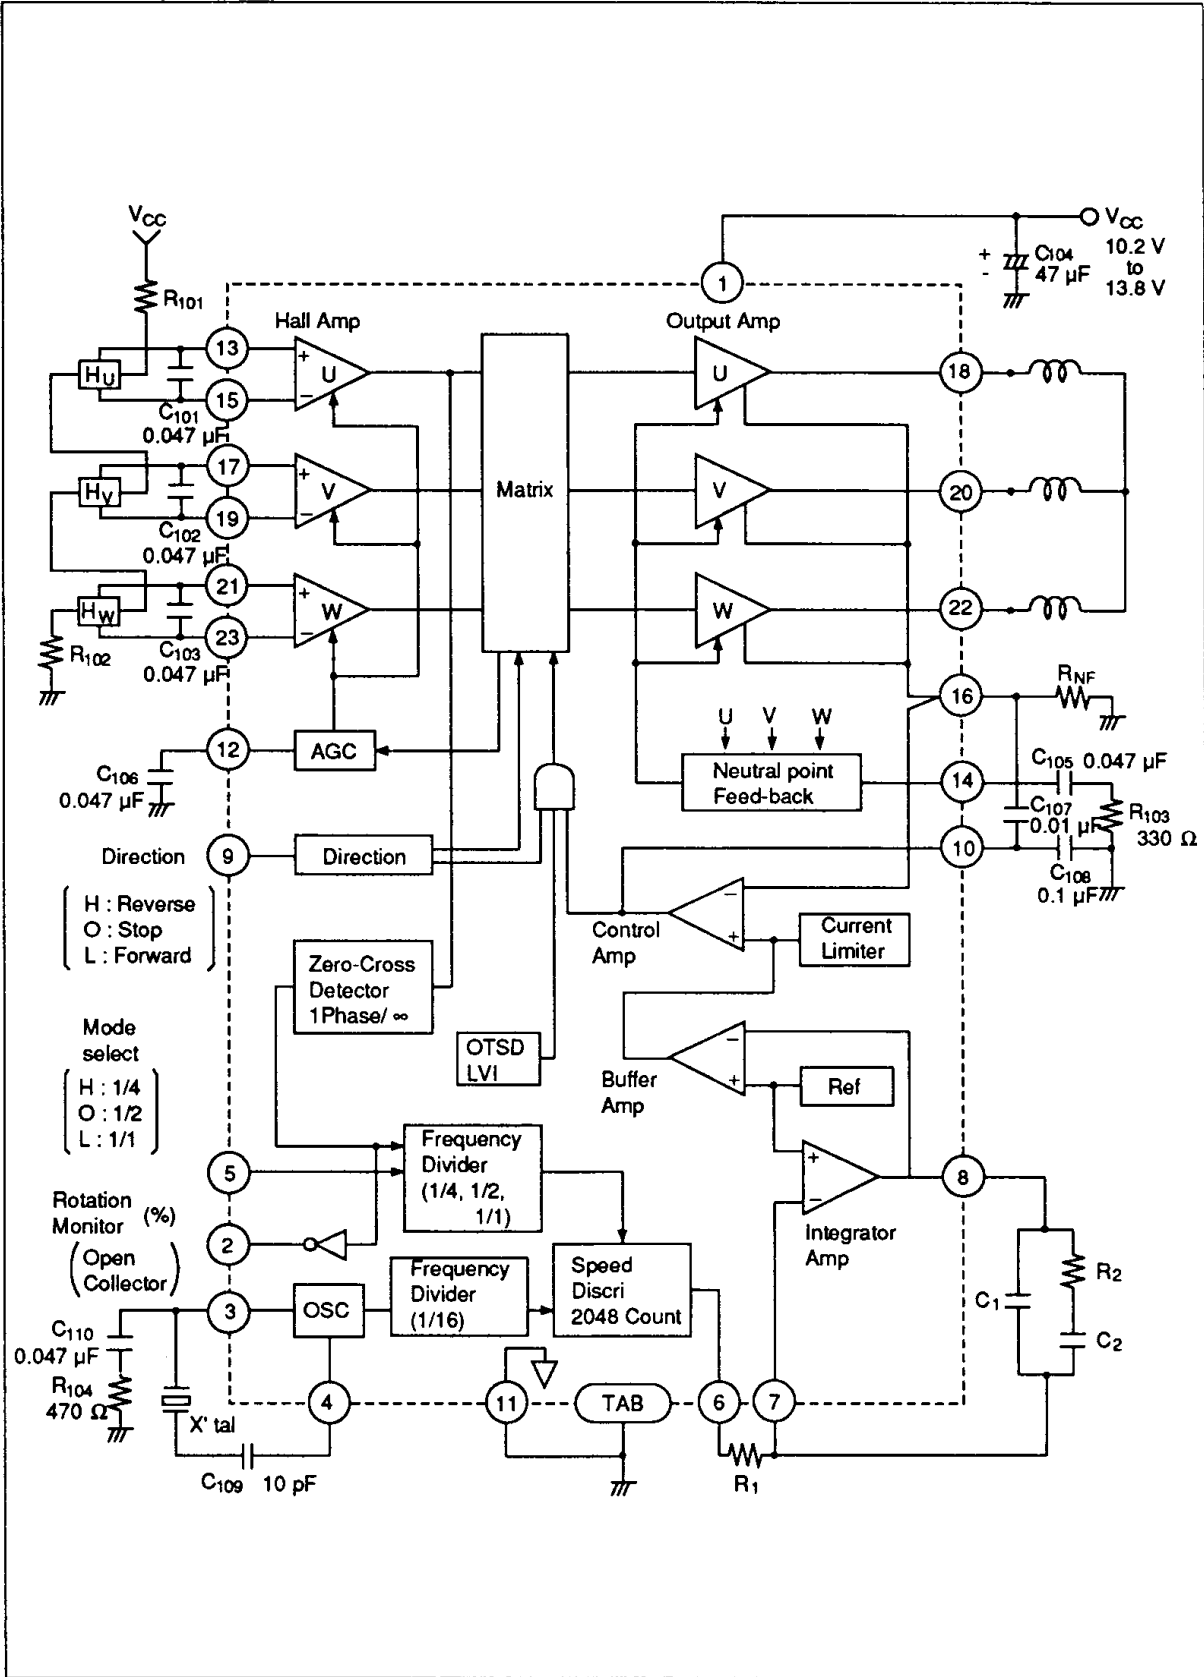 VCC
R101
VCC
10.2 V
to
13.8 V
+
-
C104
47 µF
1
Hall Amp
Output Amp
13
HU
15
C101
0.047 µF
+
U
−
U
18
17
HV
19
C102
0.047 µF
+
V
−
Matrix
V
20
21
HW
23
C103
0.047 µF
R102
+
W
−
W
22
16
RNF
12
AGC
C106
0.047 µF
U V W
Neutral point
Feed-back
14
C105 0.047 µF
C107
0.01 µF
R103
330 Ω
10
C108
0.1 µF
Direction
9
Direction
H : Reverse
O : Stop
L : Forward
Control
Amp
−
+
Current
Limiter
Zero-Cross
Detector
1Phase/ ∞
OTSD
LVI
Buffer
Amp
−
+
Ref
Mode
select
H : 1/4
O : 1/2
L : 1/1
5
Frequency
Divider
(1/4, 1/2,
1/1)
+
−
Integrator
Amp
8
Rotation
Monitor (%)
(Open
Collector)
2
3
OSC
Frequency
Divider
(1/16)
Speed
Discri
2048 Count
C1
R2
C2
C110
0.047 µF
R104
470 Ω
X' tal
4
11
TAB
6
7
C109 10 pF
R1